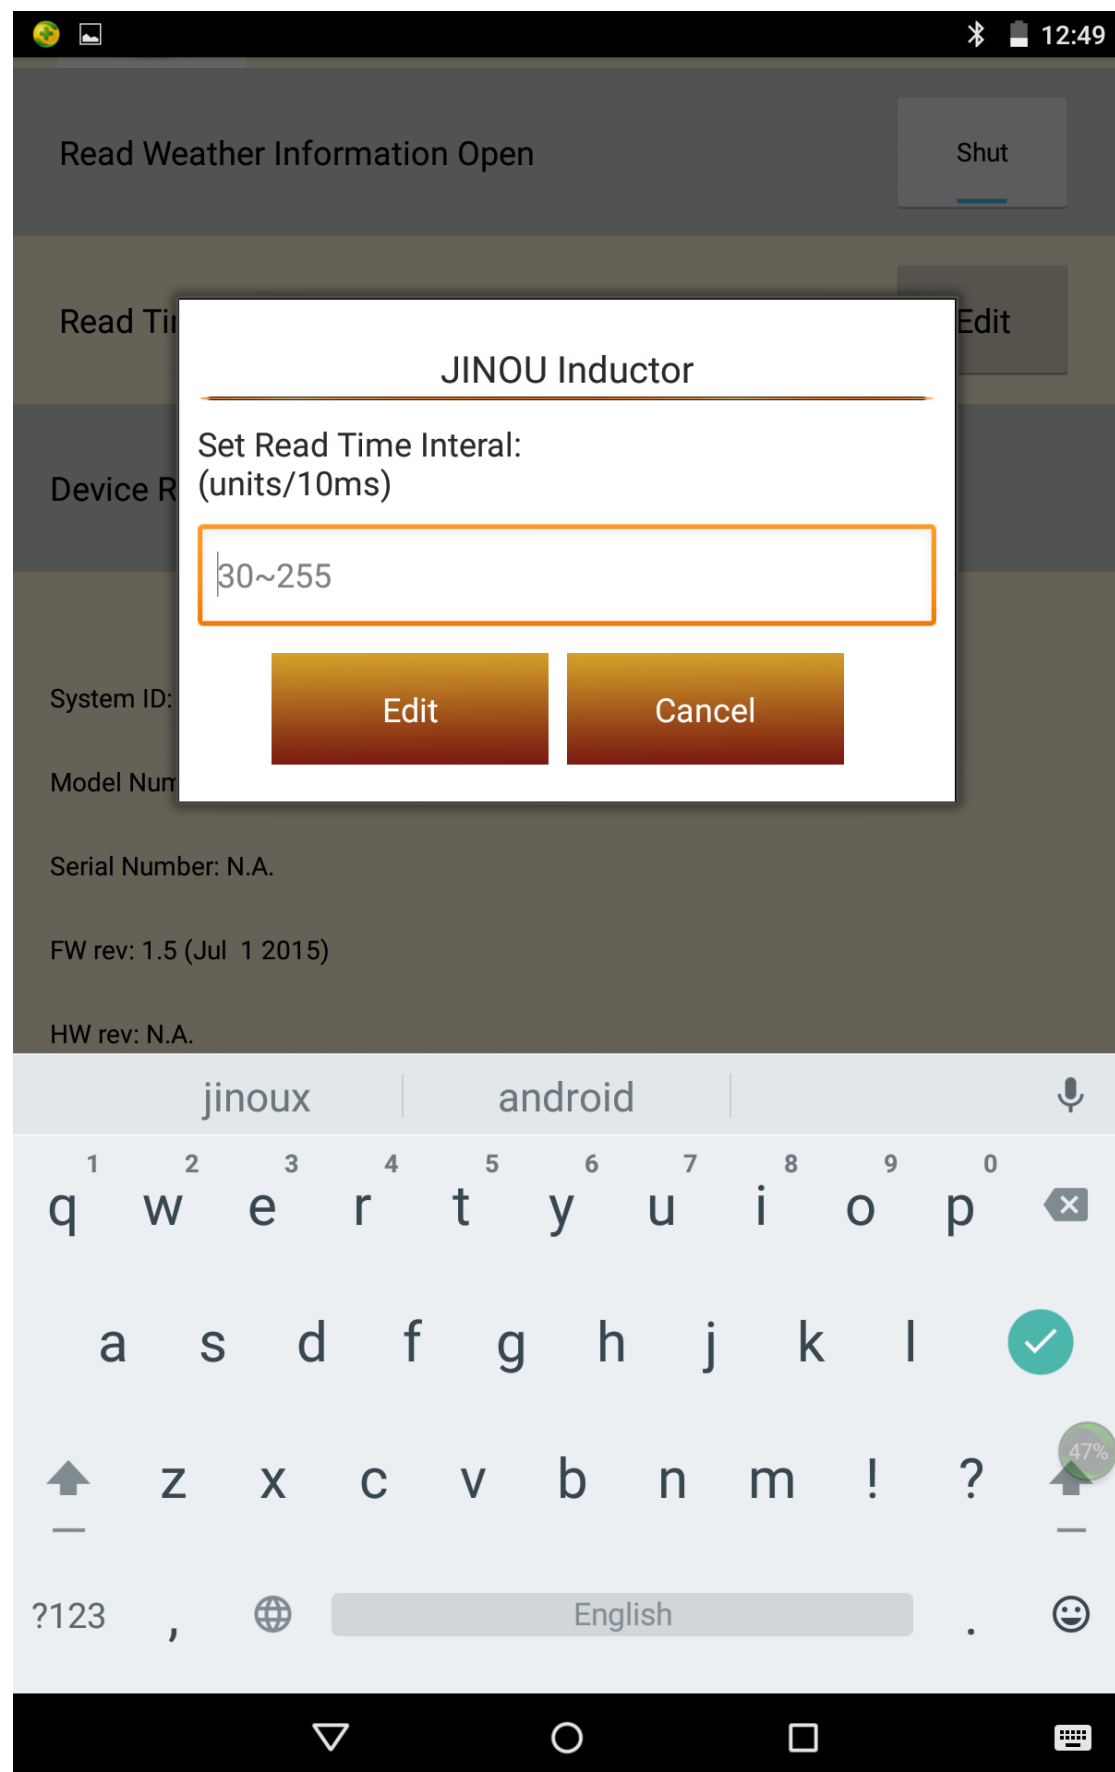 12:49
Read Weather Information Open
Shut
Read Ti
Edit
JINOU Inductor
Set Read Time Interal:
(units/10ms)
Device R
30~255
System ID:
Edit
Cancel
Model Num
Serial Number: N.A.
FW rev: 1.5 (Jul 1 2015)
HW rev: N.A.
jinoux android
1 2 3 4 5 6 7 8 9 0
q w e r t y u i o p
a s d f g h j k l
47%
z x c v b n m ! ?
?123 , English .